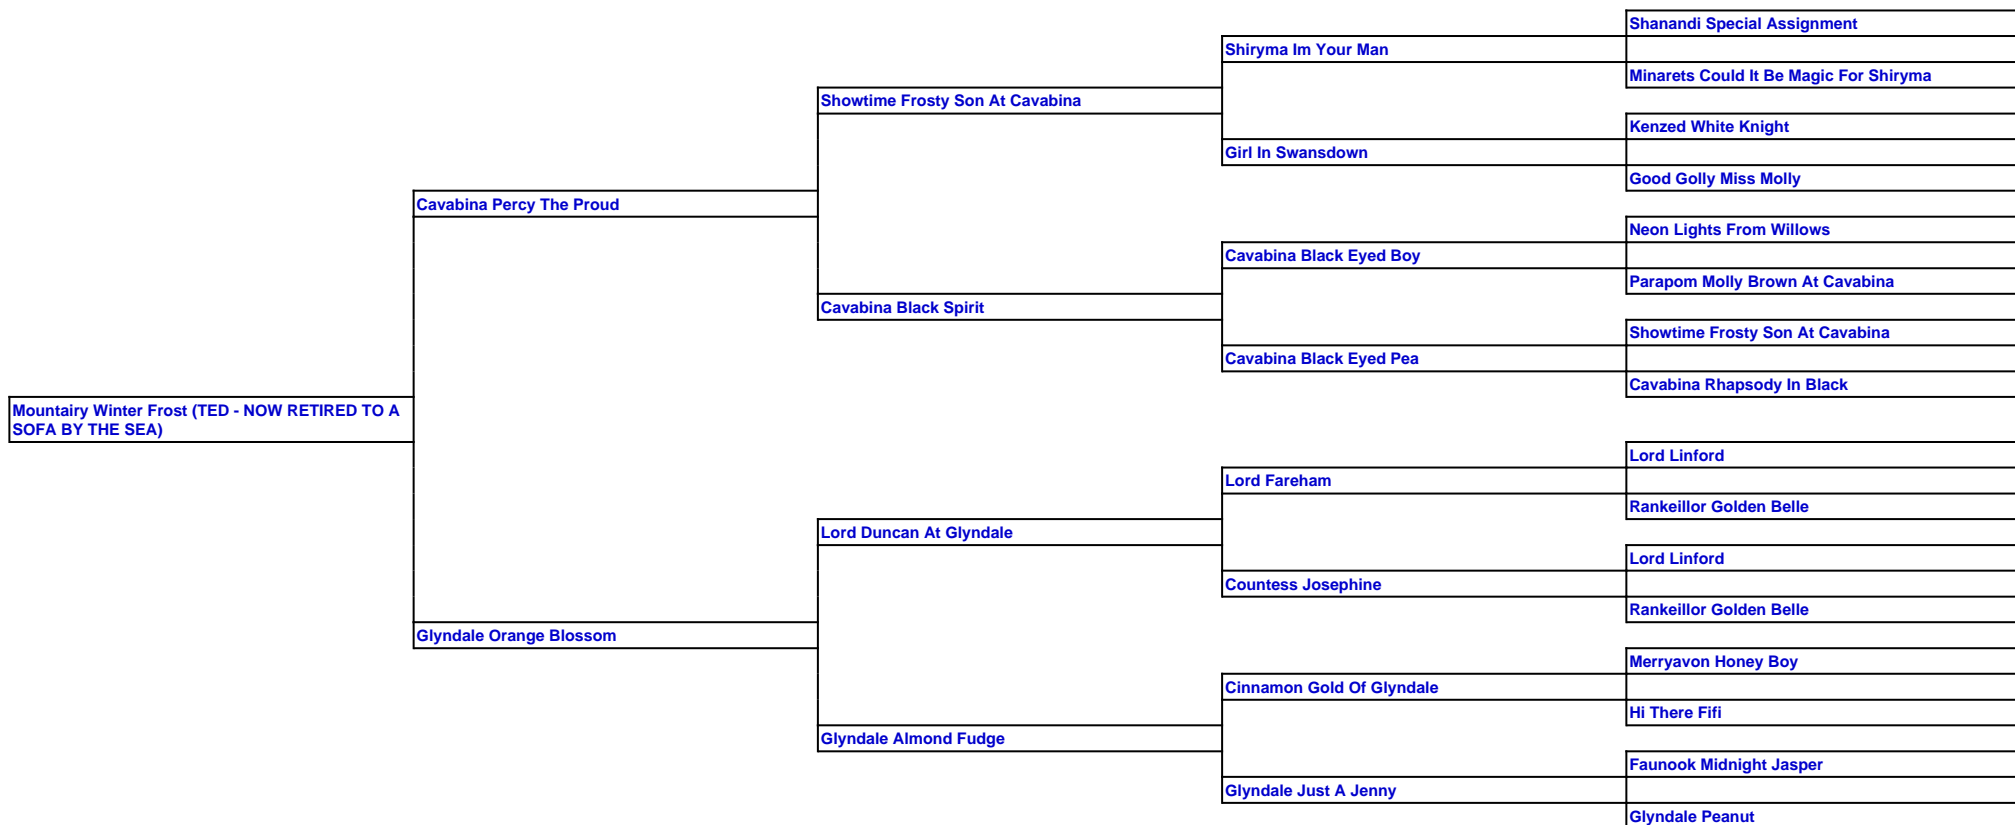 Shanandi Special Assignment
Shiryma Im Your Man
Minarets Could It Be Magic For Shiryma
Showtime Frosty Son At Cavabina
Kenzed White Knight
Girl In Swansdown
Good Golly Miss Molly
Cavabina Percy The Proud
Neon Lights From Willows
Cavabina Black Eyed Boy
Parapom Molly Brown At Cavabina
Cavabina Black Spirit
Showtime Frosty Son At Cavabina
Cavabina Black Eyed Pea
Cavabina Rhapsody In Black
Mountairy Winter Frost (TED - NOW RETIRED TO A
SOFA BY THE SEA)
Lord Linford
Lord Fareham
Rankeillor Golden Belle
Lord Duncan At Glyndale
Lord Linford
Countess Josephine
Rankeillor Golden Belle
Glyndale Orange Blossom
Merryavon Honey Boy
Cinnamon Gold Of Glyndale
Hi There Fifi
Glyndale Almond Fudge
Faunook Midnight Jasper
Glyndale Just A Jenny
Glyndale Peanut